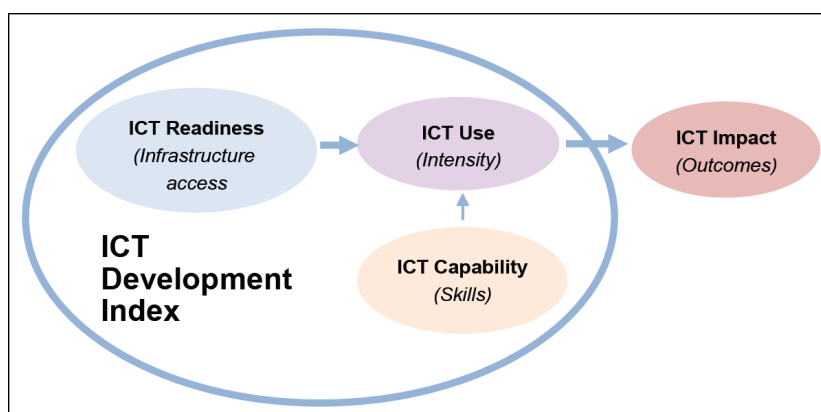 ICT Readiness
(Infrastructure
access
ICT Use
(Intensity)
ICT Impact
(Outcomes)
ICT
Development
Index
ICT Capability
(Skills)